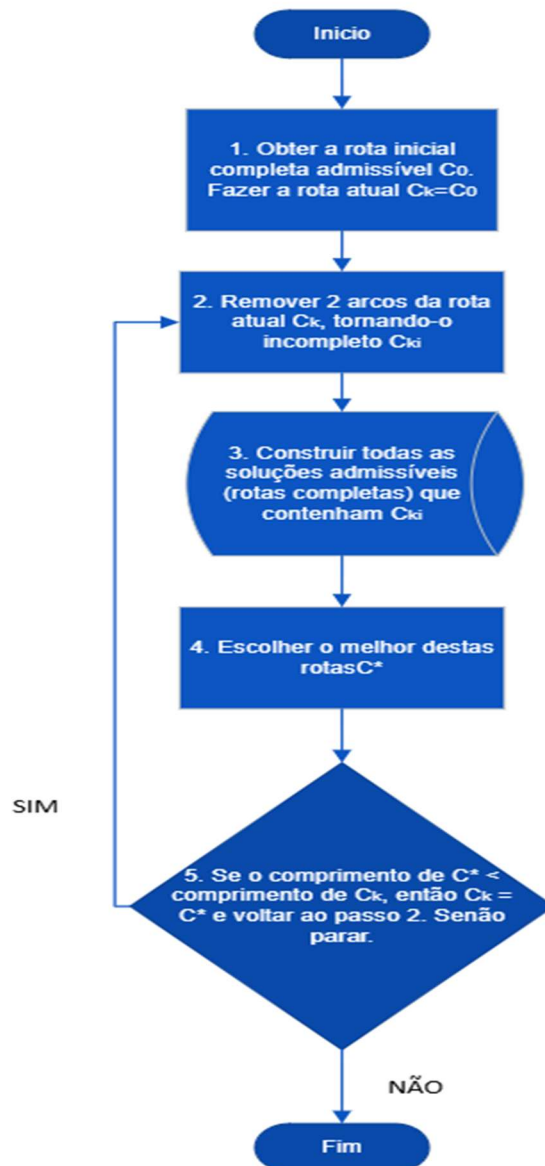 Inicio
1. Obter a rota inicial
completa admissível C₀.
Fazer a rota atual Cₖ=C₀
2. Remover 2 arcos da rota
atual Cₖ, tornando-o
incompleto Cₖᵢ
3. Construir todas as
soluções admissíveis
(rotas completas) que
contenham Cₖᵢ
4. Escolher o melhor destas
rotasC*
SIM
5. Se o comprimento de C* <
comprimento de Cₖ, então Cₖ =
C* e voltar ao passo 2. Senão
parar.
NÃO
Fim